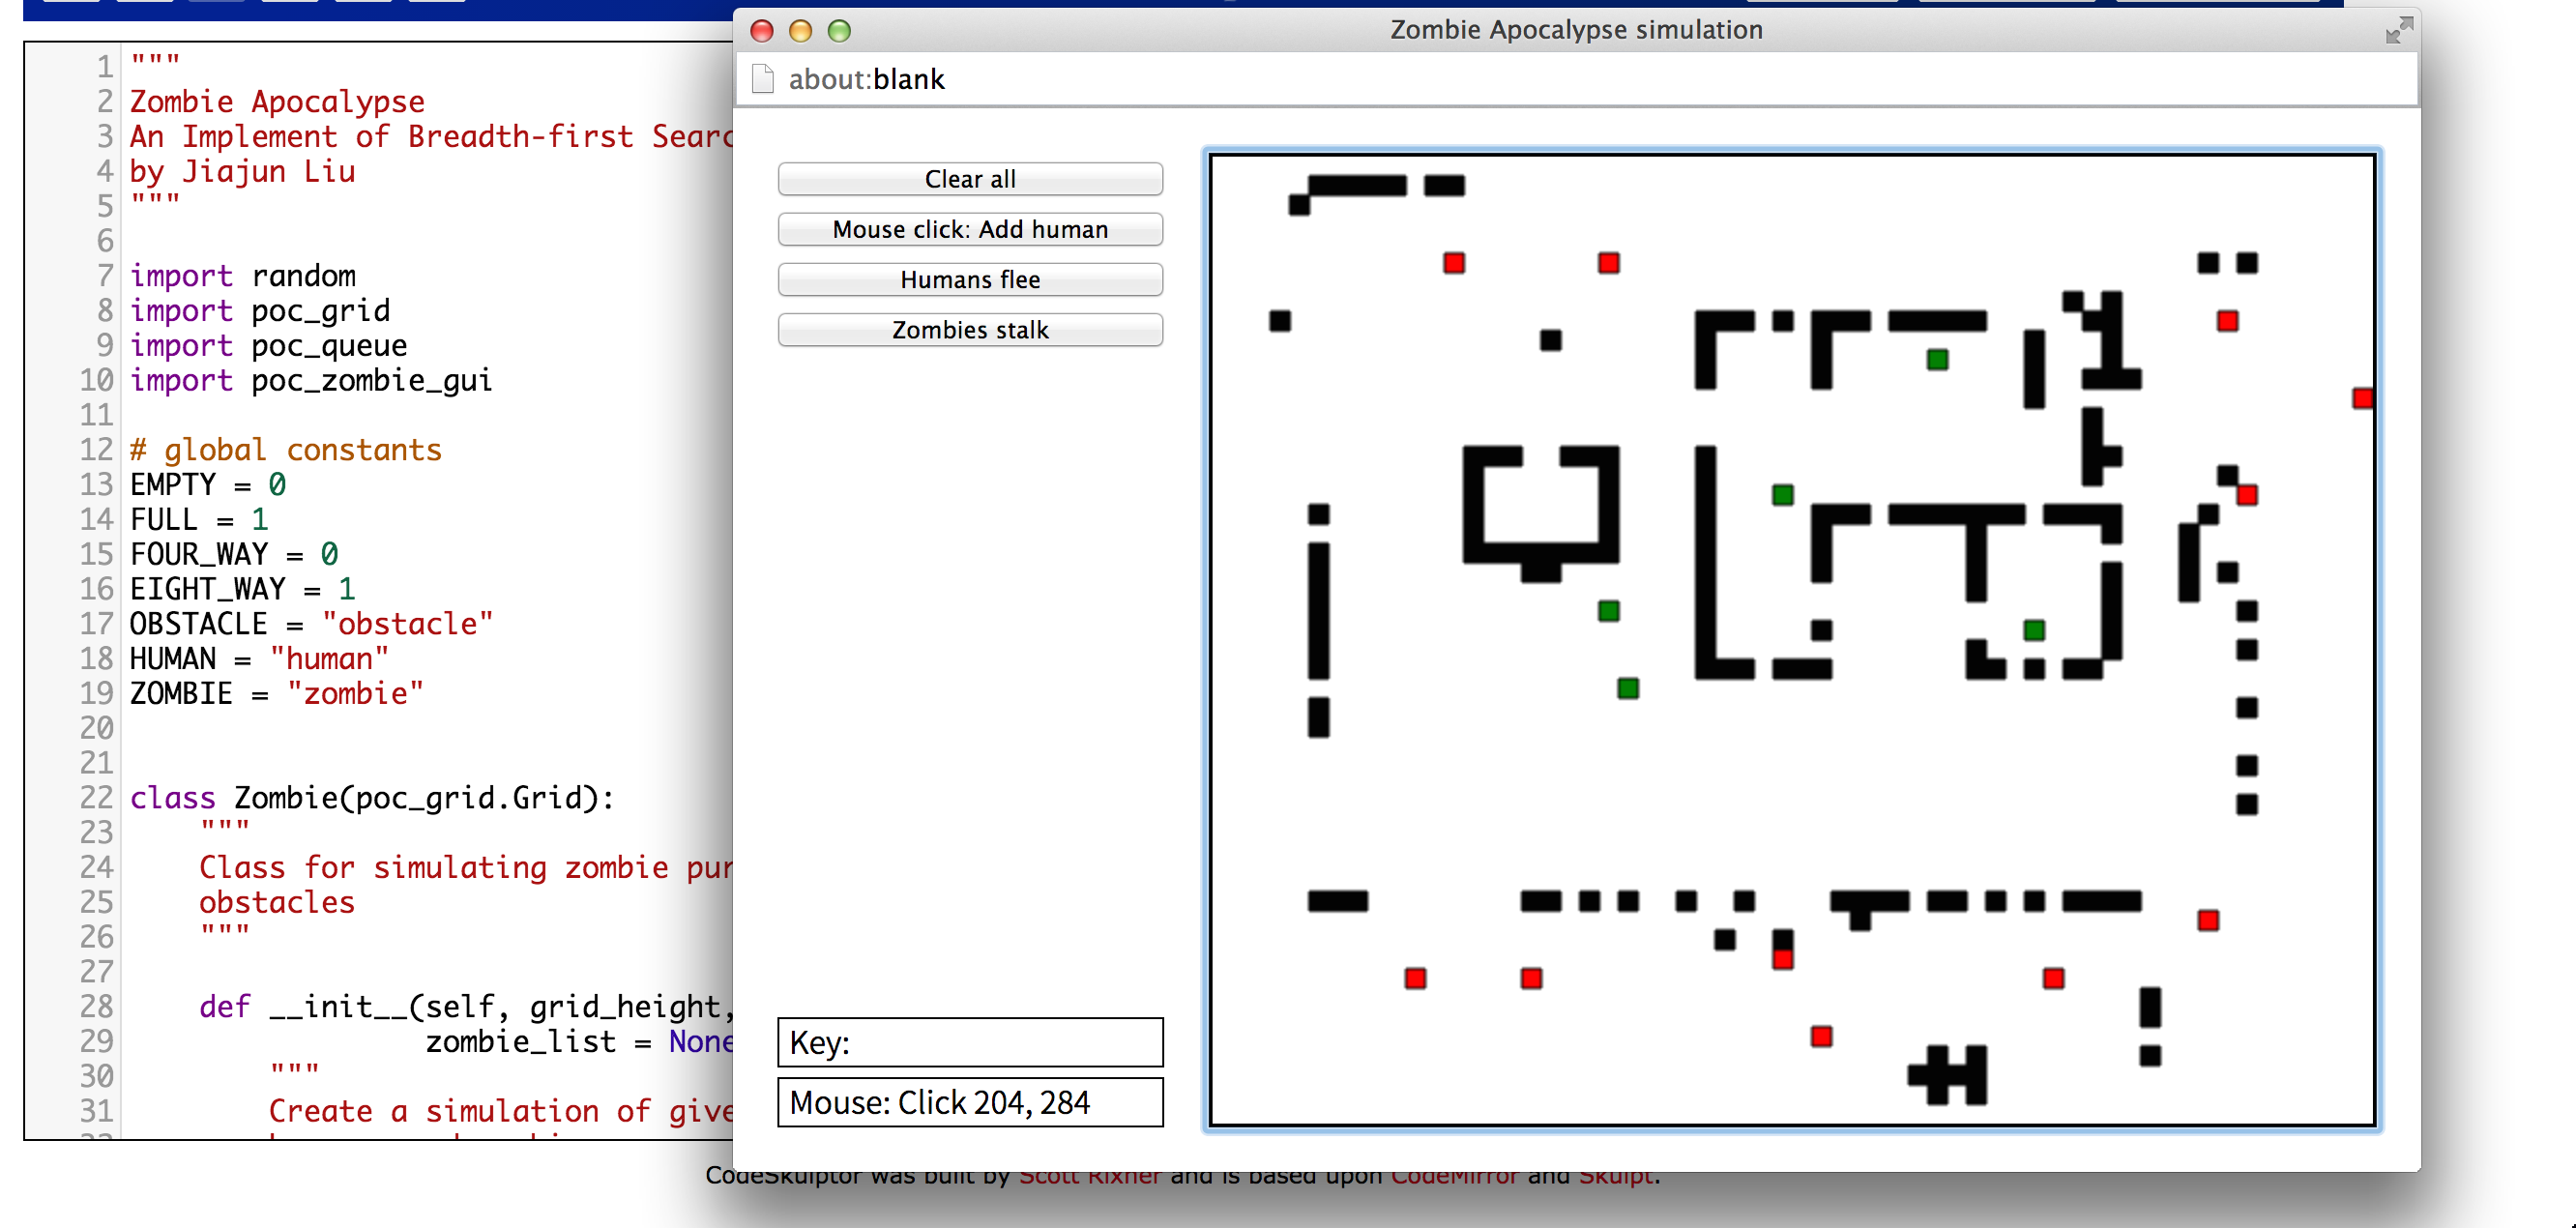 1 """
2 Zombie Apocalypse
3 An Implement of Breadth-first Searc
4 by Jiajun Liu
5 """
6
7 import random
8 import poc_grid
9 import poc_queue
10 import poc_zombie_gui
11
12 # global constants
13 EMPTY = 0
14 FULL = 1
15 FOUR_WAY = 0
16 EIGHT_WAY = 1
17 OBSTACLE = "obstacle"
18 HUMAN = "human"
19 ZOMBIE = "zombie"
20
21
22 class Zombie(poc_grid.Grid):
23 """
24 Class for simulating zombie pur
25 obstacles
26 """
27
28 def __init__(self, grid_height,
29 zombie_list = None
30 """
31 Create a simulation of give
Zombie Apocalypse simulation
about:blank
Clear all
Mouse click: Add human
Humans flee
Zombies stalk
Key:
Mouse: Click 204, 284
CodeSkulptor was built by Scott Rixner and is based upon CodeMirror and Skulpt.